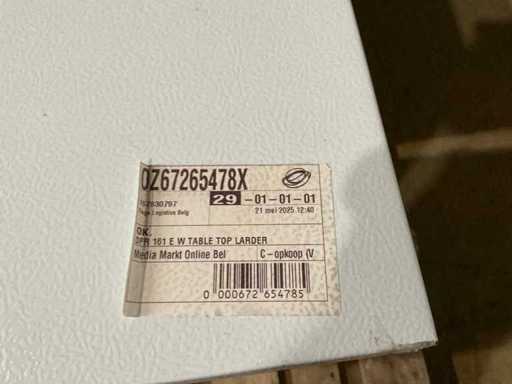 0Z67265478X
29 -01-01-01
21 mei 2025 12:40
OK.
161 E W TABLE TOP LARDER
Media Markt Online Bel C-opkoop (V
0 000672 654785